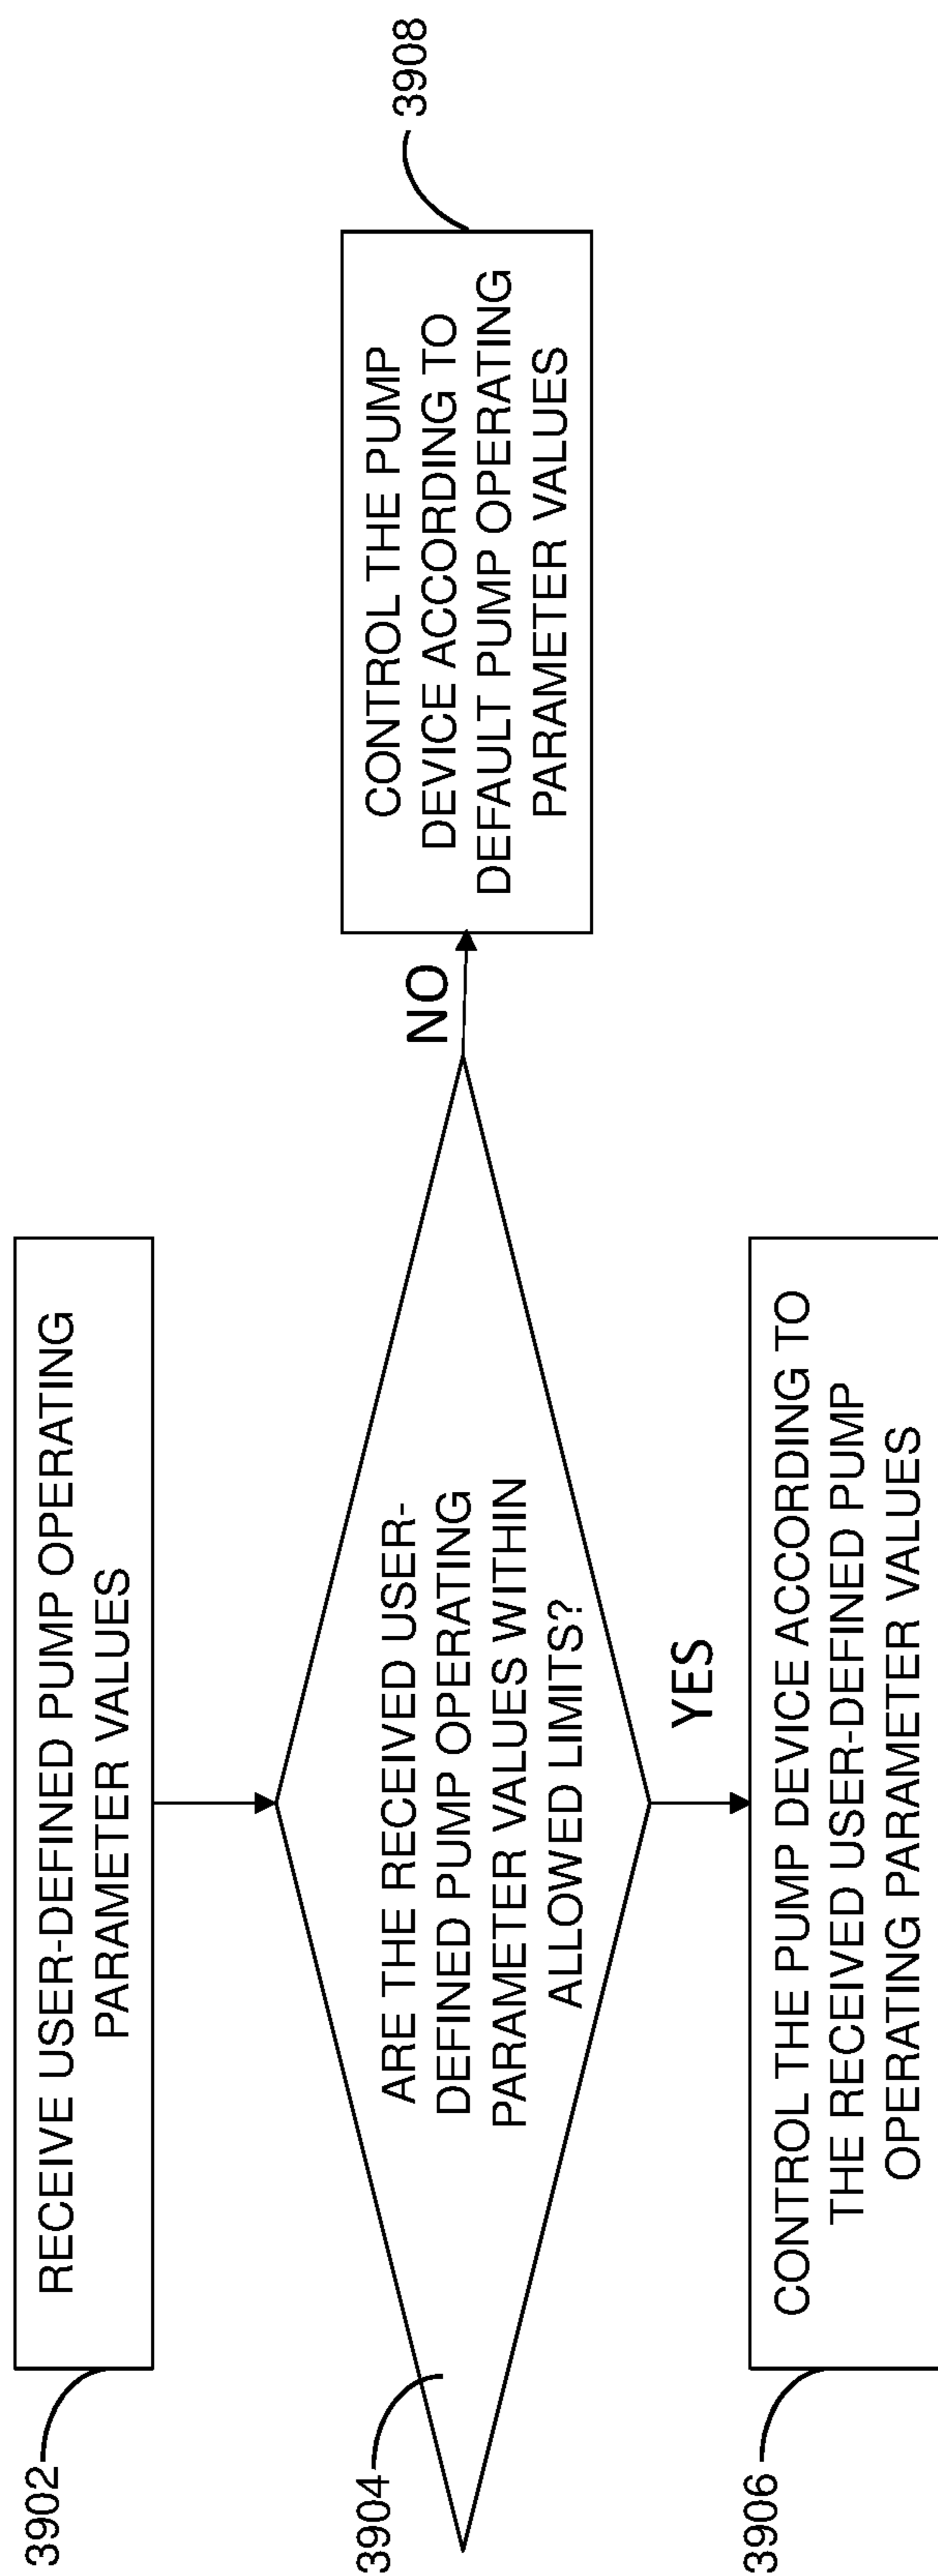 3902
RECEIVE USER-DEFINED PUMP OPERATING
PARAMETER VALUES
3904
ARE THE RECEIVED USER-
DEFINED PUMP OPERATING
PARAMETER VALUES WITHIN
ALLOWED LIMITS?
NO
CONTROL THE PUMP
DEVICE ACCORDING TO
DEFAULT PUMP OPERATING
PARAMETER VALUES
3908
YES
3906
CONTROL THE PUMP DEVICE ACCORDING TO
THE RECEIVED USER-DEFINED PUMP
OPERATING PARAMETER VALUES